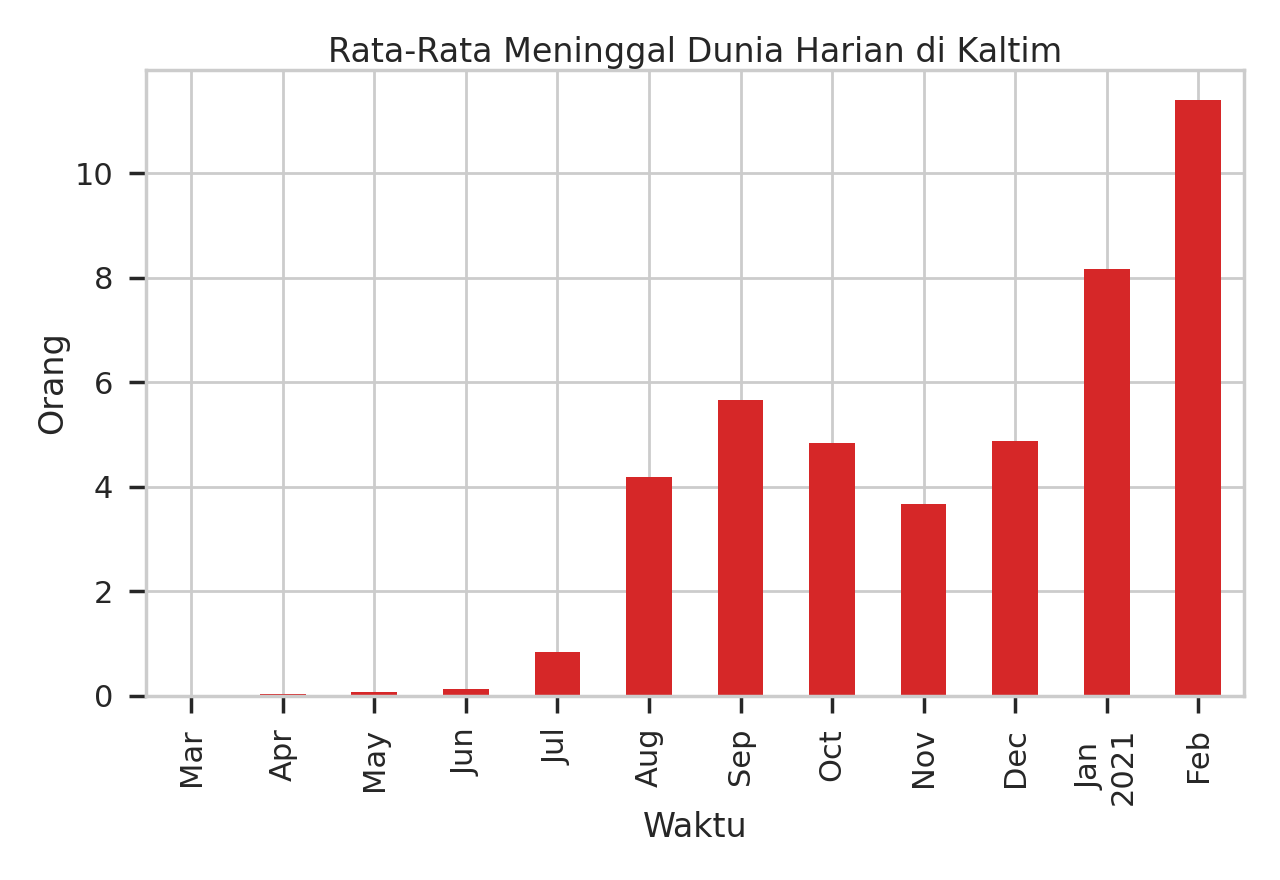 Rata-Rata Meninggal Dunia Harian di Kaltim
Orang
10
8
6
4
2
0
Mar
Apr
May
Jun
Jul
Aug
Sep
Oct
Nov
Dec
Jan
2021
Feb
Waktu